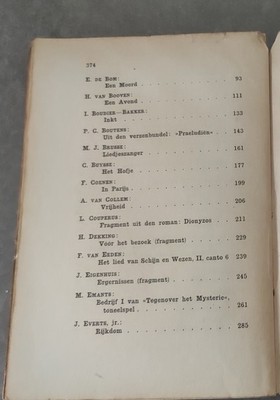 374
E. DE BOM:
Een Moord . . . . . . . . 93
H. VAN BOOVEN:
Een Avond . . . . . . . . 111
I. BOUDIER—BAKKER:
Inkt . . . . . . . . 133
P. C. BOUTENS:
Uit den verzenbundel: »Praeludiën« . 145
M. J. BRUSSE:
Liedjeszanger . . . . . . . . 161
C. BUYSSE:
Het Hofje . . . . . . . . 177
F. COENEN:
In Parijs . . . . . . . . 199
A. VAN COLLEM:
Vrijheid . . . . . . . . 206
L. COUPERUS:
Fragment uit den roman: Dionyzos . 211
H. DEKKING:
Voor het bezoek (fragment) . . . 229
F. VAN EEDEN:
Het lied van Schijn en Wezen, II, canto 6 239
J. EIGENHUIS:
Ergernissen (fragment) . . . . 245
M. EMANTS:
Bedrijf I van »Tegenover het Mysterie«,
tooneelspel . . . . . . . . 261
J. EVERTS, jr.:
Rijkdom . . . . . . . . 285